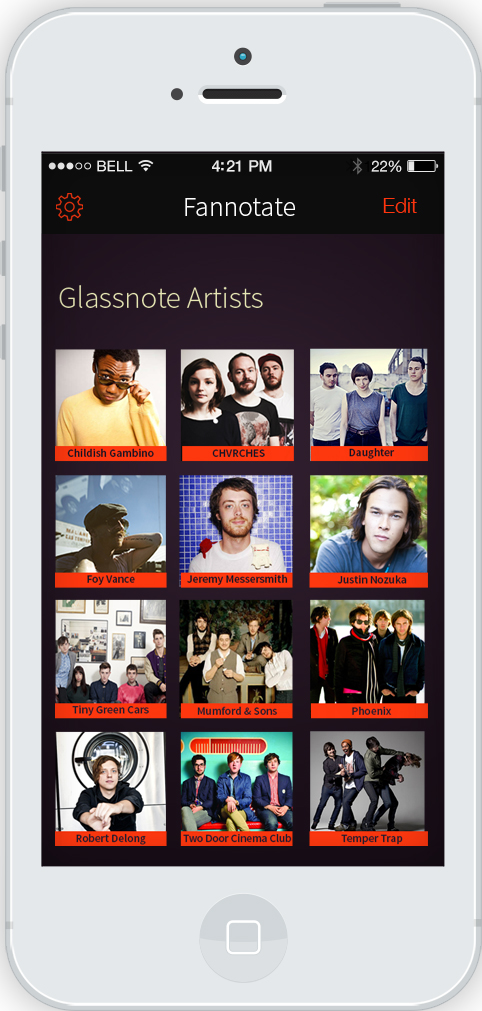 BELL 4:21 PM 22%
Fannotate Edit
Glassnote Artists
Childish Gambino CHVRCHES Daughter
Foy Vance Jeremy Messersmith Justin Nozuka
Tiny Green Cars Mumford & Sons Phoenix
Robert Delong Two Door Cinema Club Temper Trap